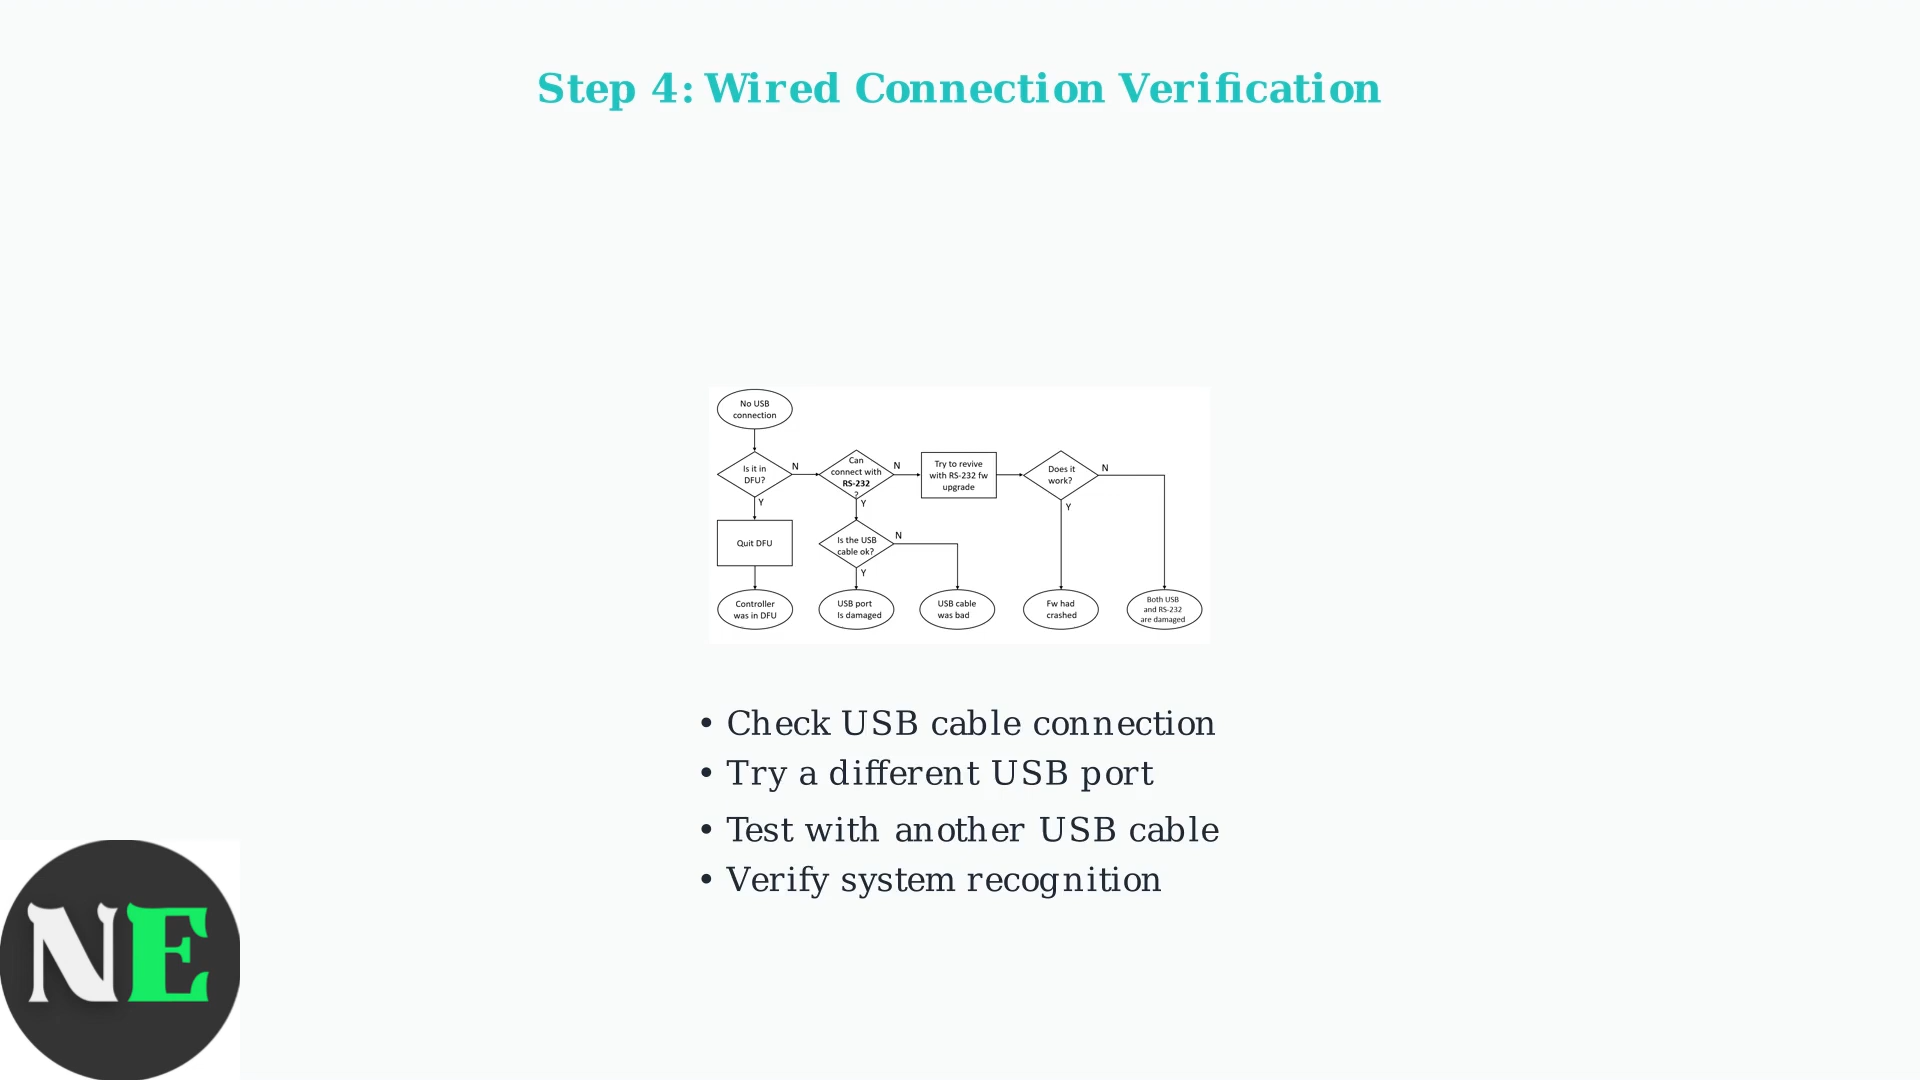 Step 4: Wired Connection Verification
No USB
connection
Is it in
DFU?
N
Y
Can
connect with
RS-232
?
N
Y
Try to revive
with RS-232 fw
upgrade
Does it
work?
N
Y
Quit DFU
Is the USB
cable ok?
N
Y
Controller
was in DFU
USB port
Is damaged
USB cable
was bad
Fw had
crashed
Both USB
and RS-232
are damaged
• Check USB cable connection
• Try a different USB port
• Test with another USB cable
• Verify system recognition
NE